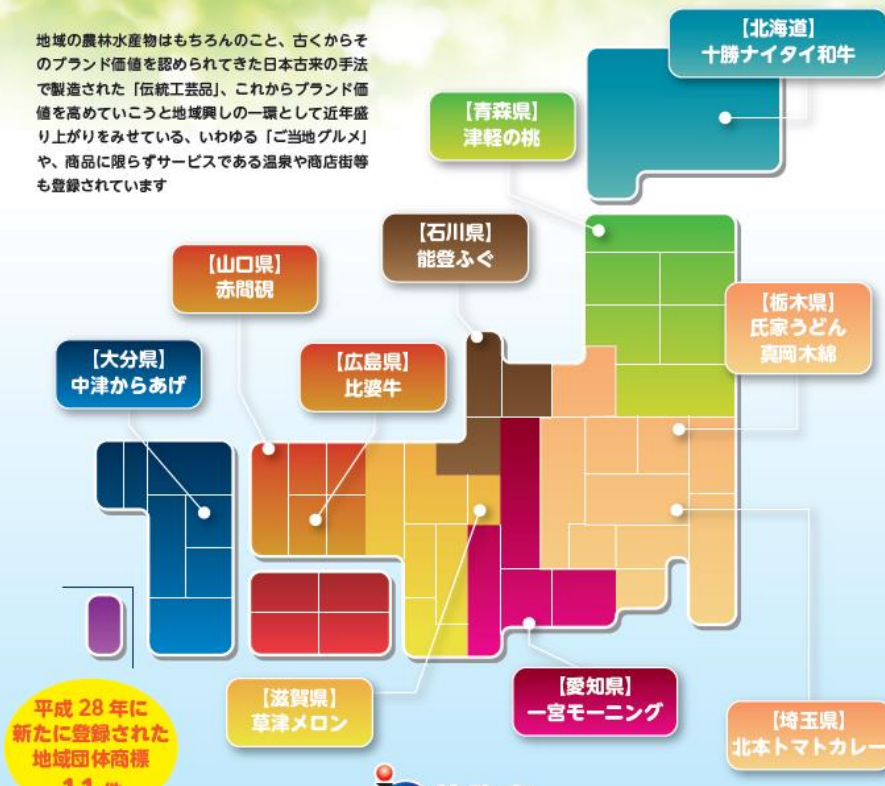 地域の農林水産物はもちろんのこと、古くからそ
のブランド価値を認められてきた日本古来の手法
で製造された「伝統工芸品」、これからブランド価
値を高めていこうと地域興しの一環として近年盛
り上がりをみせている、いわゆる「ご当地グルメ」
や、商品に限らずサービスである温泉や商店街等
も登録されています
【北海道】
十勝ナイタイ和牛
【青森県】
津軽の桃
【石川県】
能登ふぐ
【山口県】
赤間硯
【栃木県】
氏家うどん
真岡木綿
【大分県】
中津からあげ
【広島県】
比婆牛
【滋賀県】
草津メロン
【愛知県】
一宮モーニング
【埼玉県】
北本トマトカレー
平成 28 年に
新たに登録された
地域団体商標
11 件